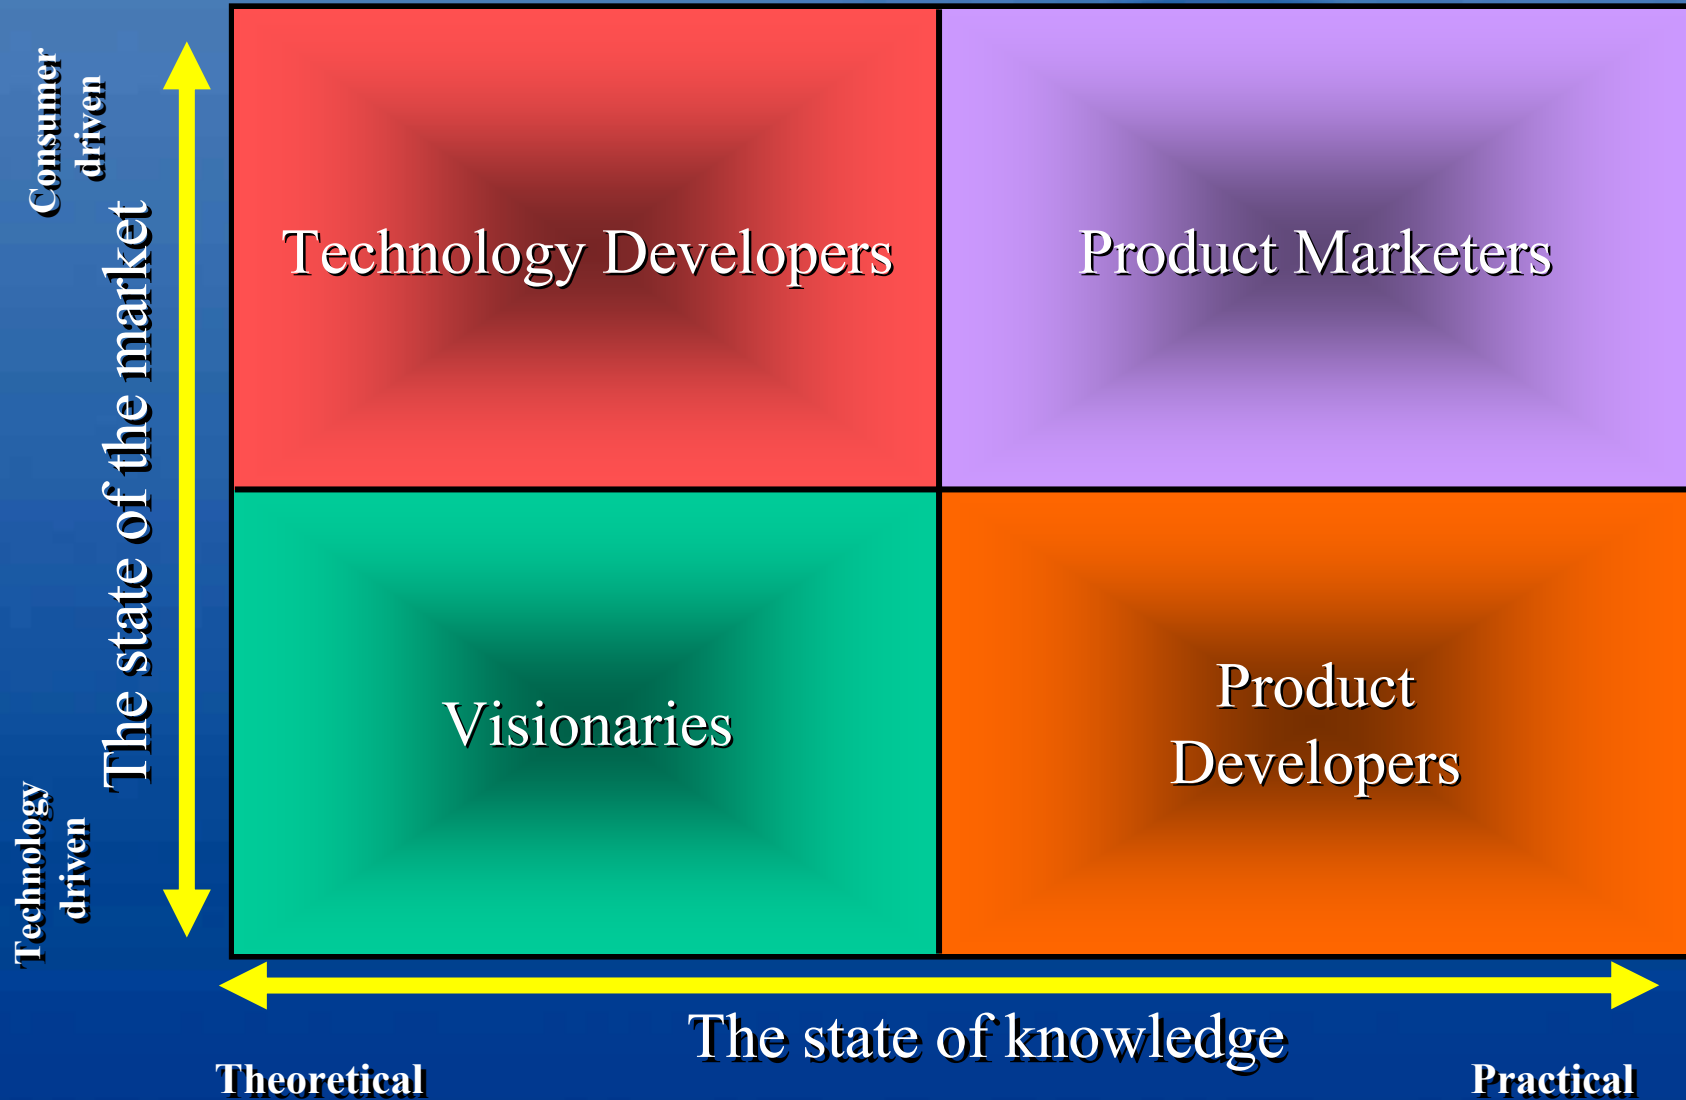 Consumer
driven
The state of the market
Technology
driven
Technology Developers
Product Marketers
Visionaries
Product
Developers
The state of knowledge
Theoretical
Practical